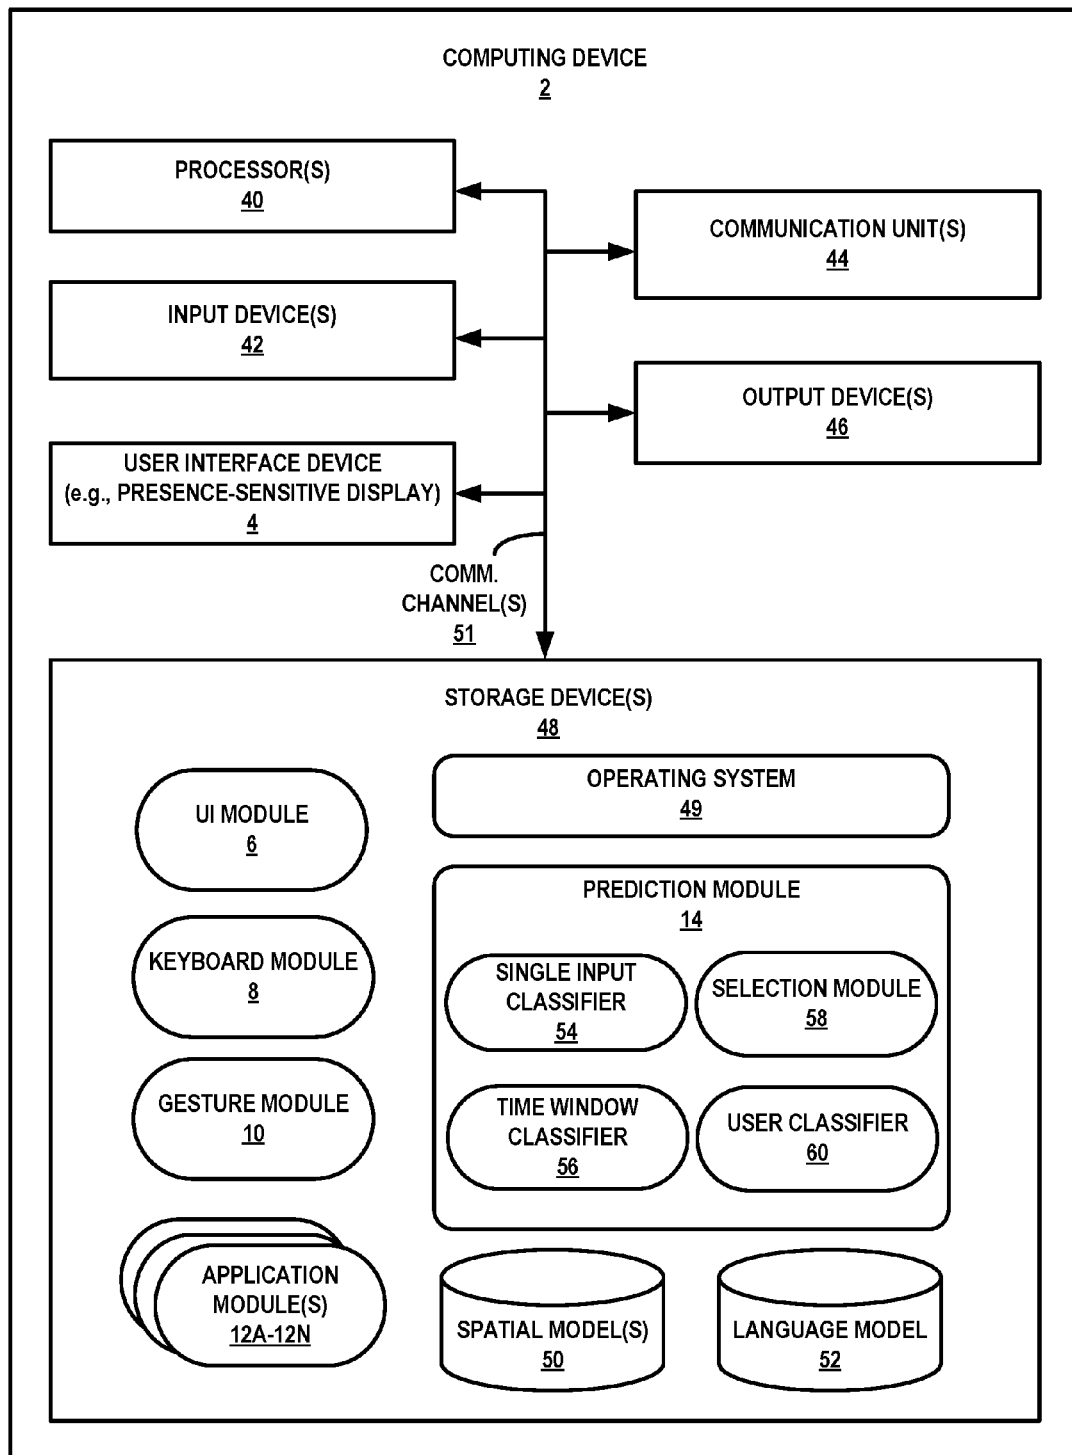 COMPUTING DEVICE
2
PROCESSOR(S)
40
COMMUNICATION UNIT(S)
44
INPUT DEVICE(S)
42
OUTPUT DEVICE(S)
46
USER INTERFACE DEVICE
(e.g., PRESENCE-SENSITIVE DISPLAY)
4
COMM.
CHANNEL(S)
51
STORAGE DEVICE(S)
48
OPERATING SYSTEM
49
UI MODULE
6
PREDICTION MODULE
14
KEYBOARD MODULE
8
SINGLE INPUT
CLASSIFIER
54
SELECTION MODULE
58
GESTURE MODULE
10
TIME WINDOW
CLASSIFIER
56
USER CLASSIFIER
60
APPLICATION
MODULE(S)
12A-12N
SPATIAL MODEL(S)
50
LANGUAGE MODEL
52